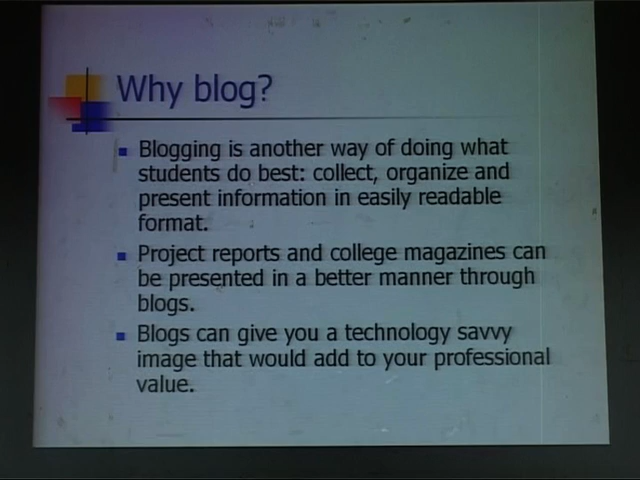 Why blog?
Blogging is another way of doing what
students do best: collect, organize and
present information in easily readable
format.
Project reports and college magazines can
be presented in a better manner through
blogs.
Blogs can give you a technology savvy
image that would add to your professional
value.